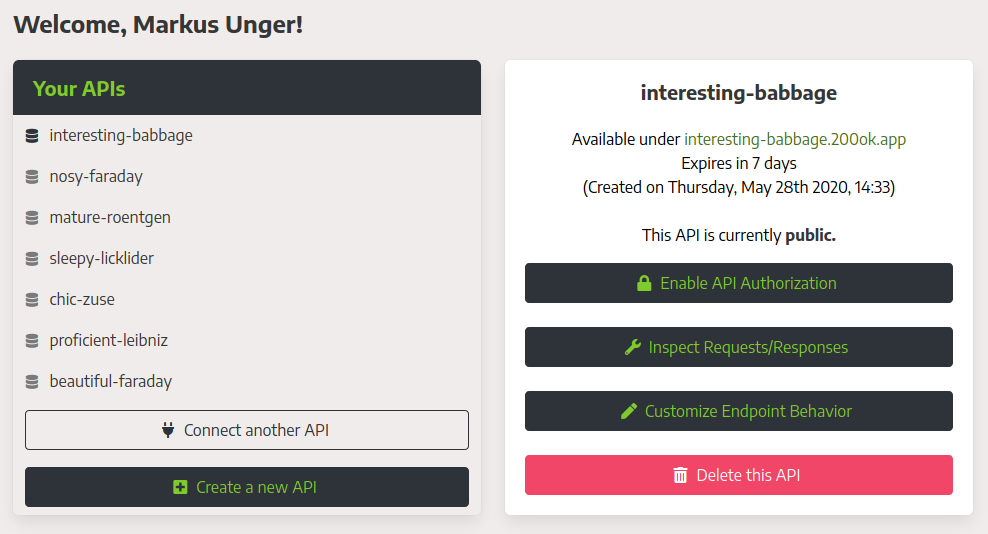 Welcome, Markus Unger!
Your APIs
interesting-babbage
nosy-faraday
mature-roentgen
sleepy-licklider
chic-zuse
proficient-leibniz
beautiful-faraday
Connect another API
Create a new API
interesting-babbage
Available under interesting-babbage.200ok.app
Expires in 7 days
(Created on Thursday, May 28th 2020, 14:33)
This API is currently public.
Enable API Authorization
Inspect Requests/Responses
Customize Endpoint Behavior
Delete this API